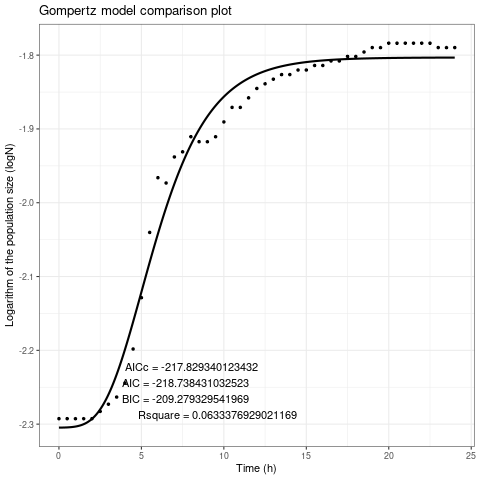 Gompertz model comparison plot
Logarithm of the population size (logN)
-1.8
-1.9
-2.0
-2.1
-2.2
-2.3
AICc = -217.829340123432
AIC = -218.738431032523
BIC = -209.279329541969
Rsquare = 0.0633376929021169
0
5
10
15
20
25
Time (h)